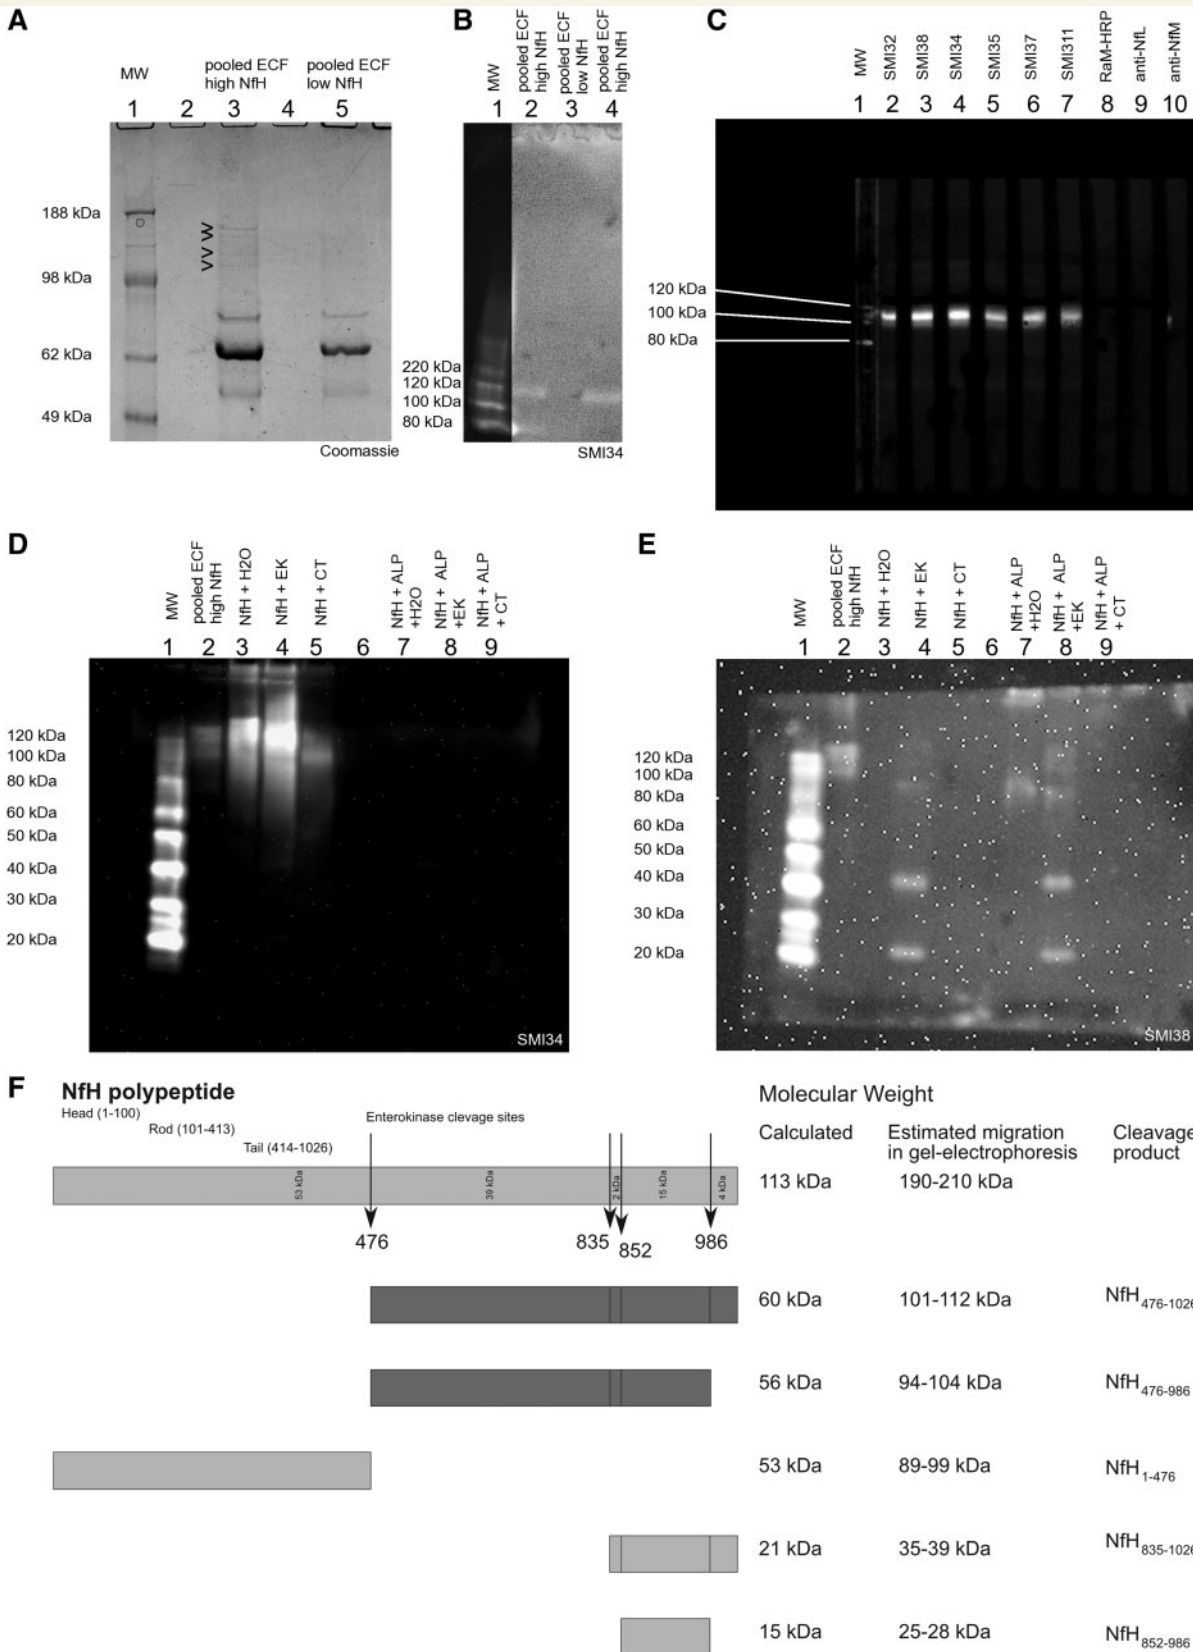 A
MW
pooled ECF
high NfH
pooled ECF
low NfH
1 2 3 4 5
188 kDa
98 kDa
62 kDa
49 kDa
Coomassie
B
MW
pooled ECF
high NfH
pooled ECF
low NfH
pooled ECF
high NfH
1 2 3 4
220 kDa
120 kDa
100 kDa
80 kDa
SMI34
C
MW
SMI32
SMI38
SMI34
SMI35
SMI37
SMI311
RaM-HRP
anti-NfL
anti-NfM
1 2 3 4 5 6 7 8 9 10
120 kDa
100 kDa
80 kDa
D
MW
pooled ECF
high NfH
NfH + H2O
NfH + EK
NfH + CT
NfH + ALP
+H2O
NfH + ALP
+EK
NfH + ALP
+ CT
1 2 3 4 5 6 7 8 9
120 kDa
100 kDa
80 kDa
60 kDa
50 kDa
40 kDa
30 kDa
20 kDa
SMI34
E
MW
pooled ECF
high NfH
NfH + H2O
NfH + EK
NfH + CT
NfH + ALP
+H2O
NfH + ALP
+EK
NfH + ALP
+ CT
1 2 3 4 5 6 7 8 9
120 kDa
100 kDa
80 kDa
60 kDa
50 kDa
40 kDa
30 kDa
20 kDa
SMI38
F
NfH polypeptide
Head (1-100)
Rod (101-413)
Tail (414-1026)
Enterokinase clevage sites
53 kDa
39 kDa
2 kDa
15 kDa
4 kDa
476 835 852 986
Molecular Weight
Calculated
Estimated migration
in gel-electrophoresis
Cleavage
product
113 kDa 190-210 kDa
60 kDa 101-112 kDa NfH476-1026
56 kDa 94-104 kDa NfH476-986
53 kDa 89-99 kDa NfH1-476
21 kDa 35-39 kDa NfH835-1026
15 kDa 25-28 kDa NfH852-986